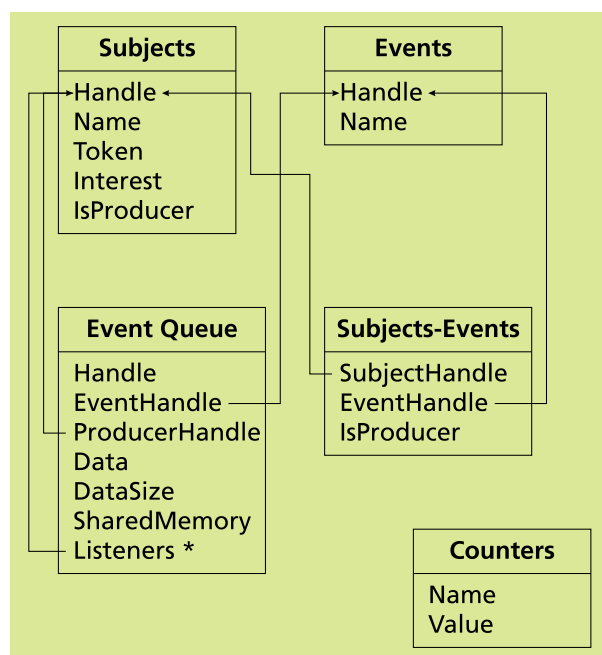 Subjects
Handle
Name
Token
Interest
IsProducer
Events
Handle
Name
Event Queue
Handle
EventHandle
ProducerHandle
Data
DataSize
SharedMemory
Listeners *
Subjects-Events
SubjectHandle
EventHandle
IsProducer
Counters
Name
Value